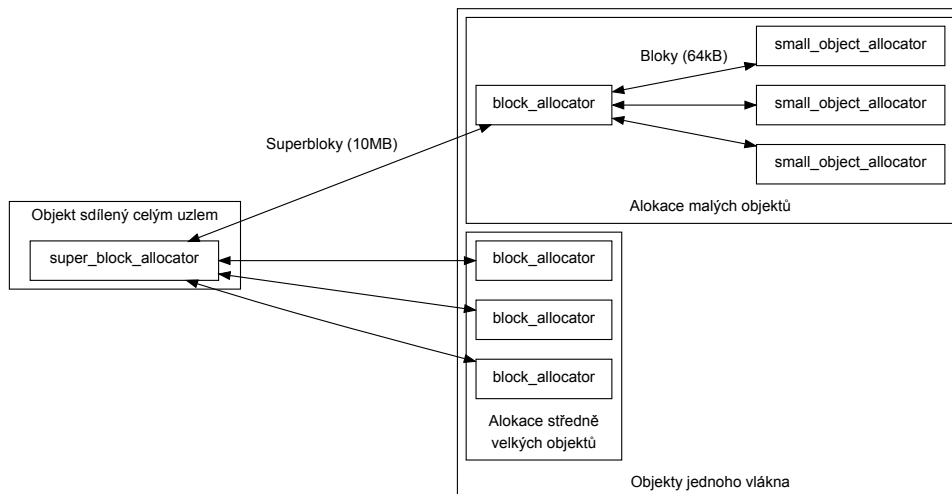 small_object_allocator
Bloky (64kB)
block_allocator
small_object_allocator
Superbloky (10MB)
small_object_allocator
Alokace malých objektů
Objekt sdílený celým uzlem
super_block_allocator
block_allocator
block_allocator
block_allocator
Alokace středně
velkých objektů
Objekty jednoho vlákna